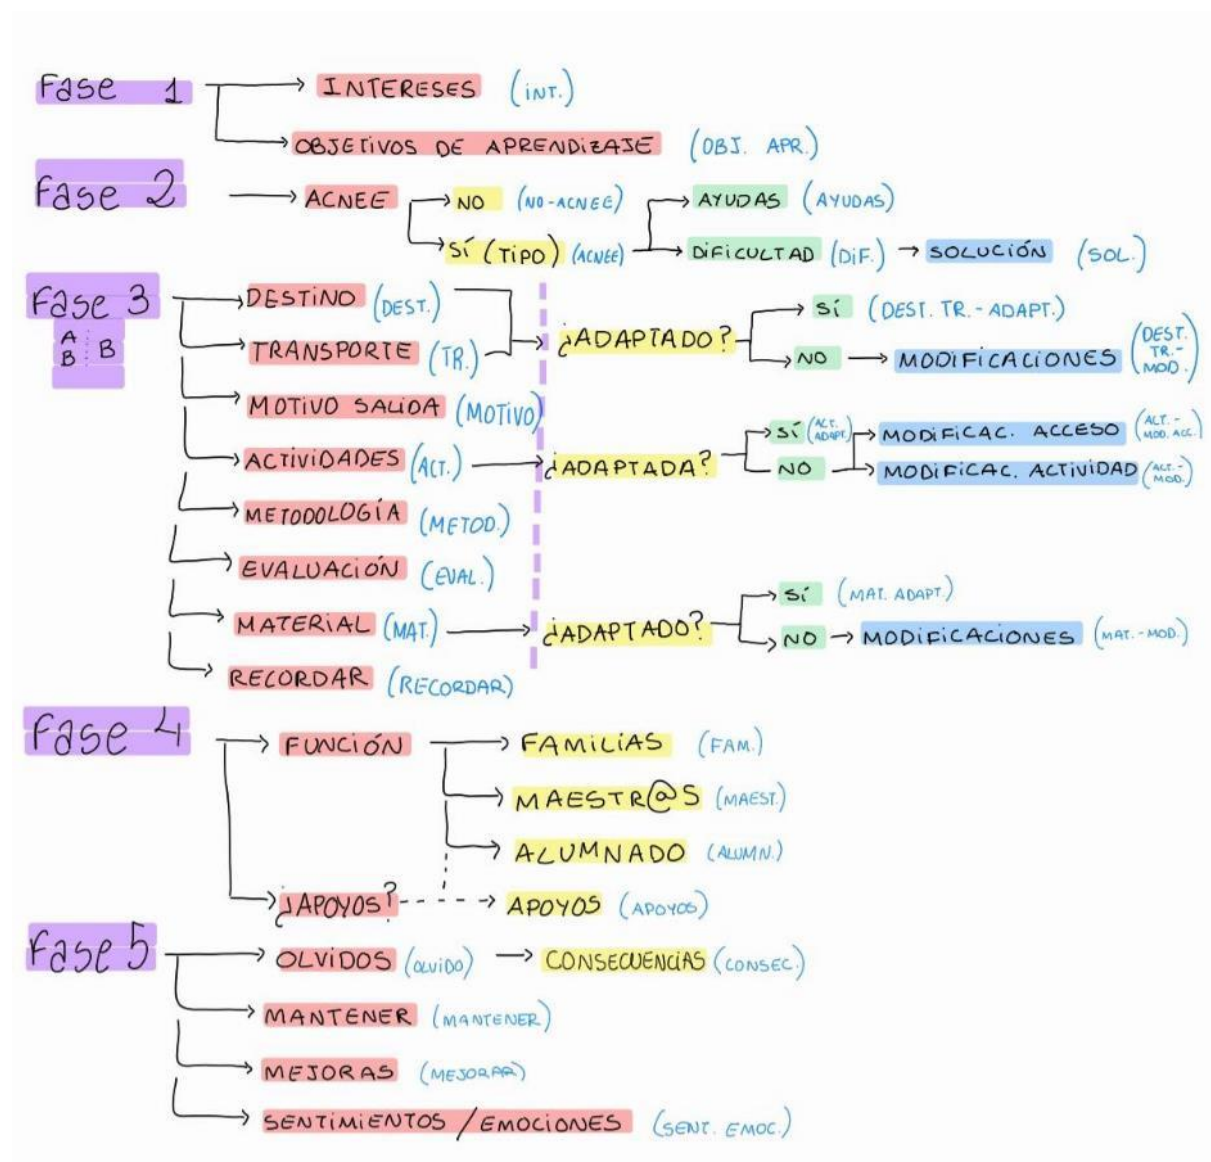 Fase 1 INTERESES (INT.)
OBJETIVOS DE APRENDIZAJE (OBJ. APR.)
Fase 2 ACNEE NO (NO-ACNEE) AYUDAS (AYUDAS)
SÍ (TIPO) (ACNEE) DIFICULTAD (DIF.) SOLUCIÓN (SOL.)
Fase 3 DESTINO (DEST.) SÍ (DEST. TR.- ADAPT.)
A B B
TRANSPORTE (TR.) ¿ADAPTADO? NO MODIFICACIONES (DEST. TR.- MOD.)
MOTIVO SALIDA (MOTIVO)
SÍ (ACT. ADAPT.) MODIFICAC. ACCESO (ACT.- MOD. ACC.)
ACTIVIDADES (ACT.) ¿ADAPTADA? NO MODIFICAC. ACTIVIDAD (ACT.- MOD.)
METODOLOGÍA (METOD.)
EVALUACIÓN (EVAL.)
SÍ (MAT. ADAPT.)
MATERIAL (MAT.) ¿ADAPTADO? NO MODIFICACIONES (MAT.-MOD.)
RECORDAR (RECORDAR)
Fase 4 FUNCIÓN FAMILIAS (FAM.)
MAESTR@S (MAEST.)
ALUMNADO (ALUMN.)
¿APOYOS? APOYOS (APOYOS)
Fase 5 OLVIDOS (OLVIDO) CONSECUENCIAS (CONSEC.)
MANTENER (MANTENER)
MEJORAS (MEJORAR)
SENTIMIENTOS / EMOCIONES (SENT. EMOC.)